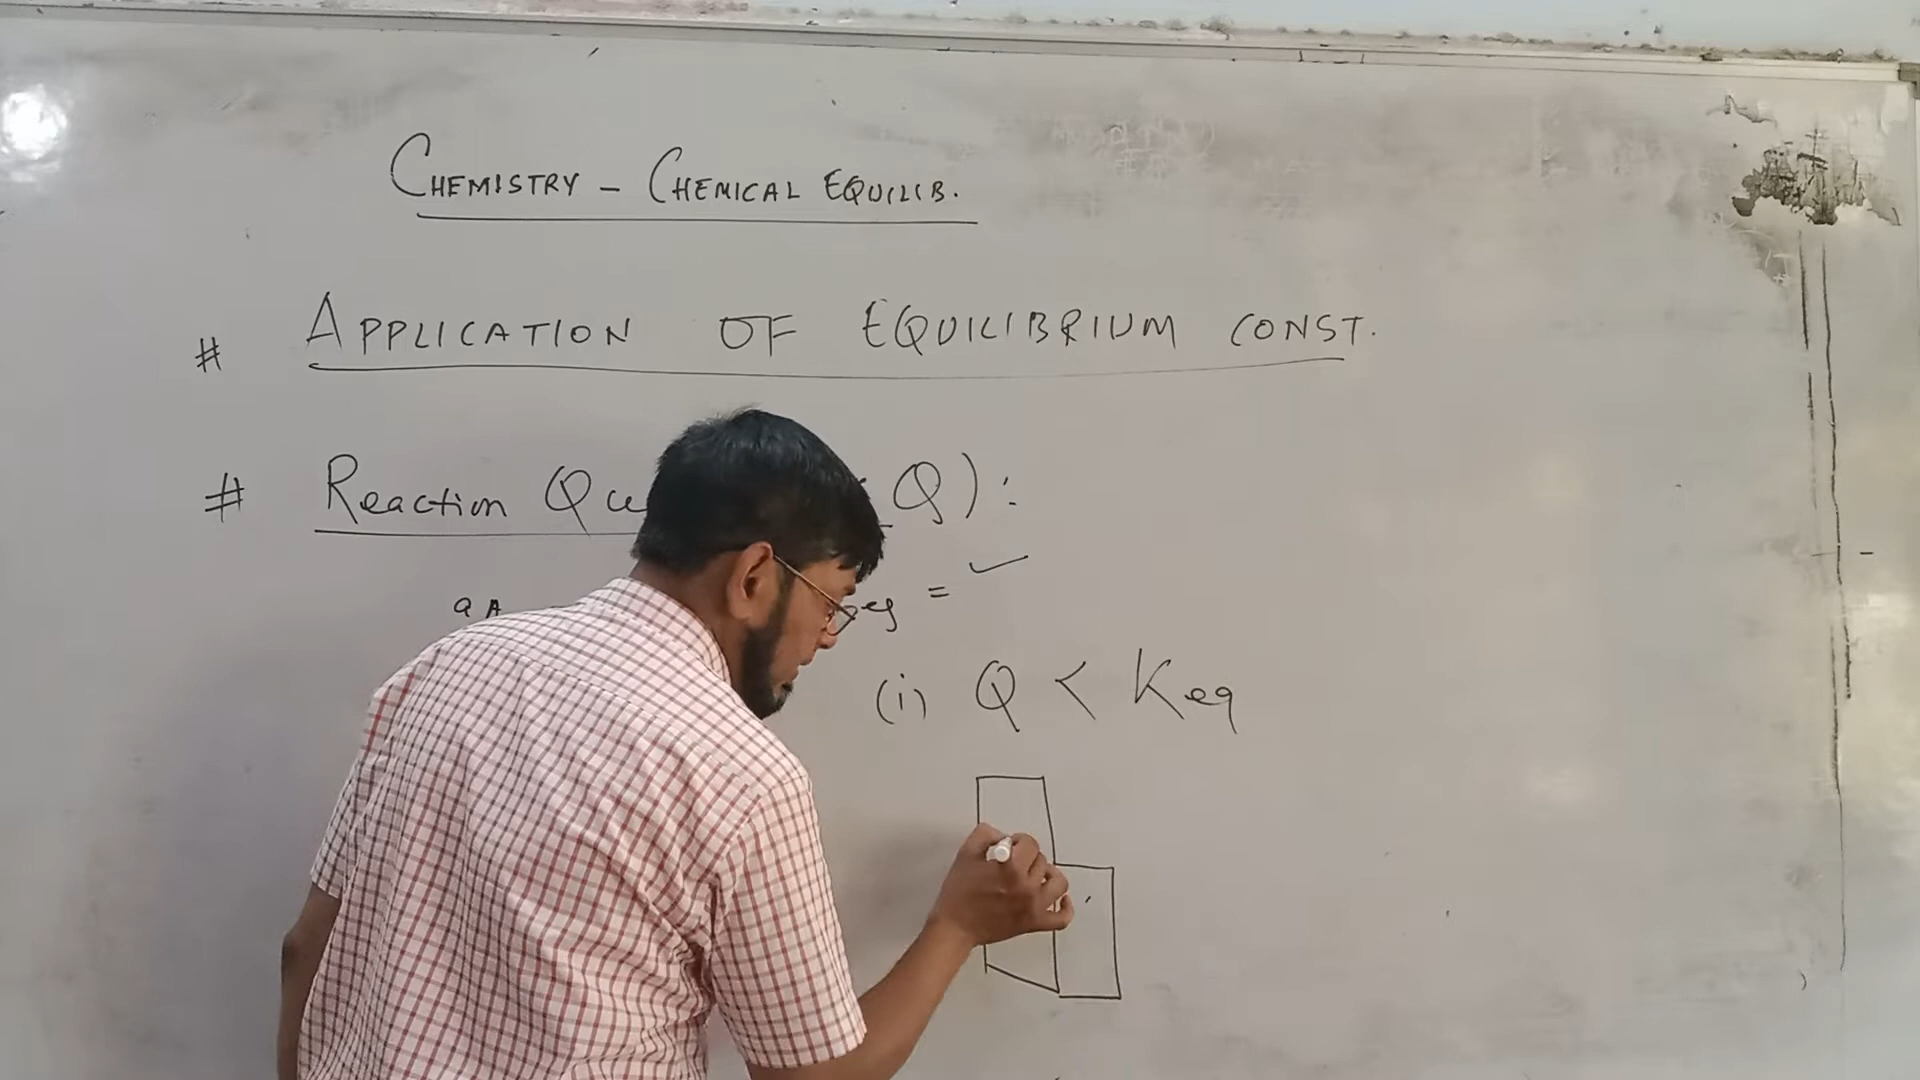 CHEMISTRY - CHEMICAL EQUILIB.
# APPLICATION OF EQUILIBRIUM CONST.
# Reaction Q):
a A =
(i) Q < Keq